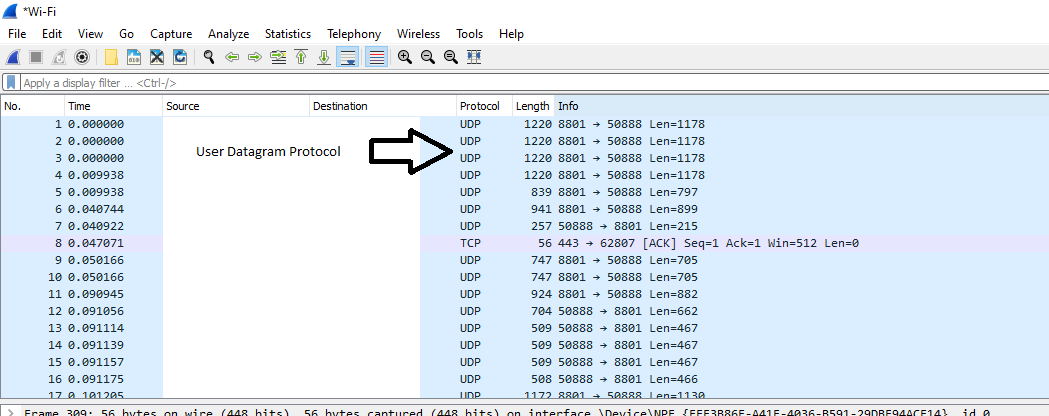 *Wi-Fi
File Edit View Go Capture Analyze Statistics Telephony Wireless Tools Help
Apply a display filter ... <Ctrl-/>
No. Time Source Destination Protocol Length Info
1 0.000000 UDP 1220 8801 → 50888 Len=1178
2 0.000000 UDP 1220 8801 → 50888 Len=1178
User Datagram Protocol
3 0.000000 UDP 1220 8801 → 50888 Len=1178
4 0.009938 UDP 1220 8801 → 50888 Len=1178
5 0.009938 UDP 839 8801 → 50888 Len=797
6 0.040744 UDP 941 8801 → 50888 Len=899
7 0.040922 UDP 257 50888 → 8801 Len=215
8 0.047071 TCP 56 443 → 62807 [ACK] Seq=1 Ack=1 Win=512 Len=0
9 0.050166 UDP 747 8801 → 50888 Len=705
10 0.050166 UDP 747 8801 → 50888 Len=705
11 0.090945 UDP 924 8801 → 50888 Len=882
12 0.091056 UDP 704 50888 → 8801 Len=662
13 0.091114 UDP 509 50888 → 8801 Len=467
14 0.091139 UDP 509 50888 → 8801 Len=467
15 0.091157 UDP 509 50888 → 8801 Len=467
16 0.091175 UDP 508 50888 → 8801 Len=466
17 0.101205 UDP 1172 8801 → 50888 Len=1130
Frame 309: 56 bytes on wire (448 bits), 56 bytes captured (448 bits) on interface \Device\NPF_ id 0